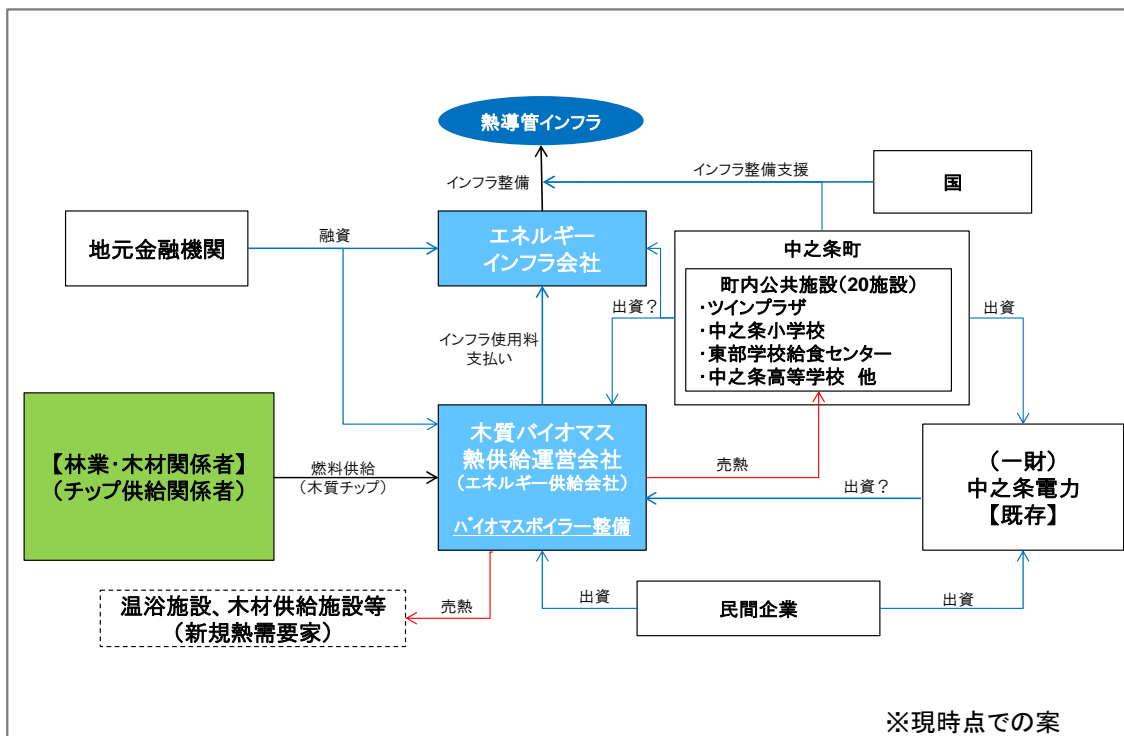 熱導管インフラ
インフラ整備
インフラ整備支援
国
地元金融機関
融資
エネルギー
インフラ会社
中之条町
町内公共施設(20施設)
・ツインプラザ
・中之条小学校
・東部学校給食センター
・中之条高等学校 他
出資?
出資
インフラ使用料
支払い
【林業・木材関係者】
(チップ供給関係者)
燃料供給
(木質チップ)
木質バイオマス
熱供給運営会社
(エネルギー供給会社)
バイオマスボイラー整備
売熱
出資?
(一財)
中之条電力
【既存】
温浴施設、木材供給施設等
(新規熱需要家)
売熱
出資
民間企業
出資
※現時点での案